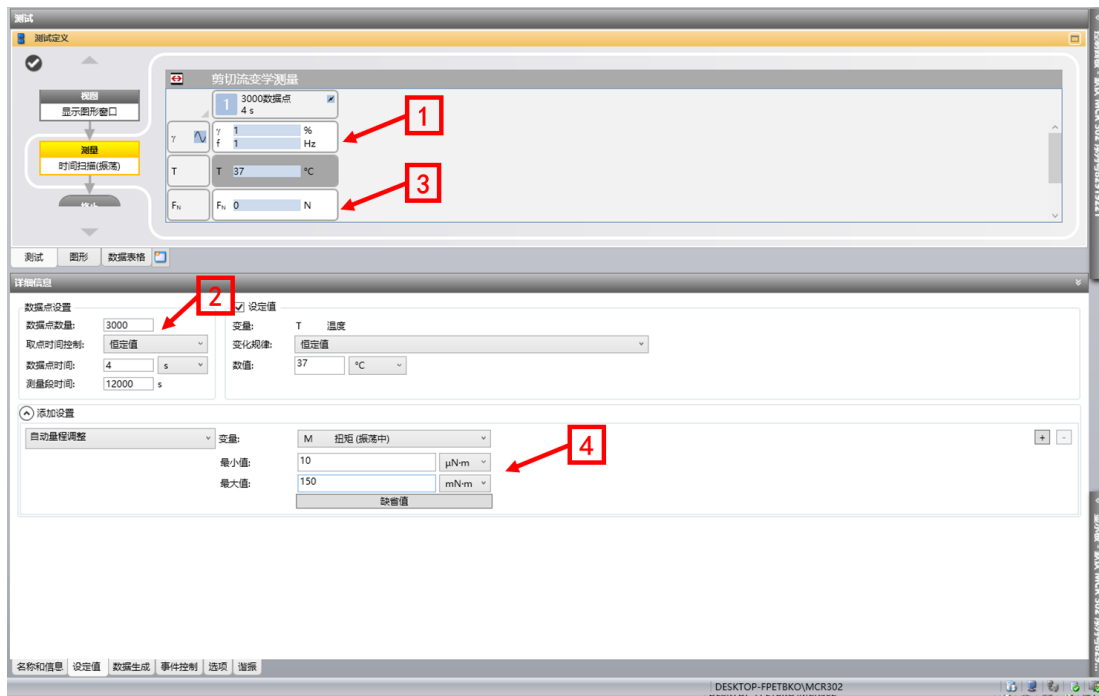 测试
测试定义
剪切流变学测量
1 3000数据点
4 s
视图
显示图形窗口
测量
时间扫描(振荡)
γ γ 1 %
f 1 Hz
T T 37 °C
Fɴ Fɴ 0 N
1
3
测试 图形 数据表格
详细信息
2
数据点设置
数据点数量: 3000
取点时间控制: 恒定值
数据点时间: 4 s
测量段时间: 12000 s
设定值
变量: T 温度
变化规律: 恒定值
数值: 37 °C
添加设置
自动量程调整
变量: M 扭矩 (振荡中)
最小值: 10 µN·m
最大值: 150 mN·m
缺省值
4
+ -
名称和信息 设定值 数据生成 事件控制 选项 谐振
DESKTOP-FPETBKO\MCR302